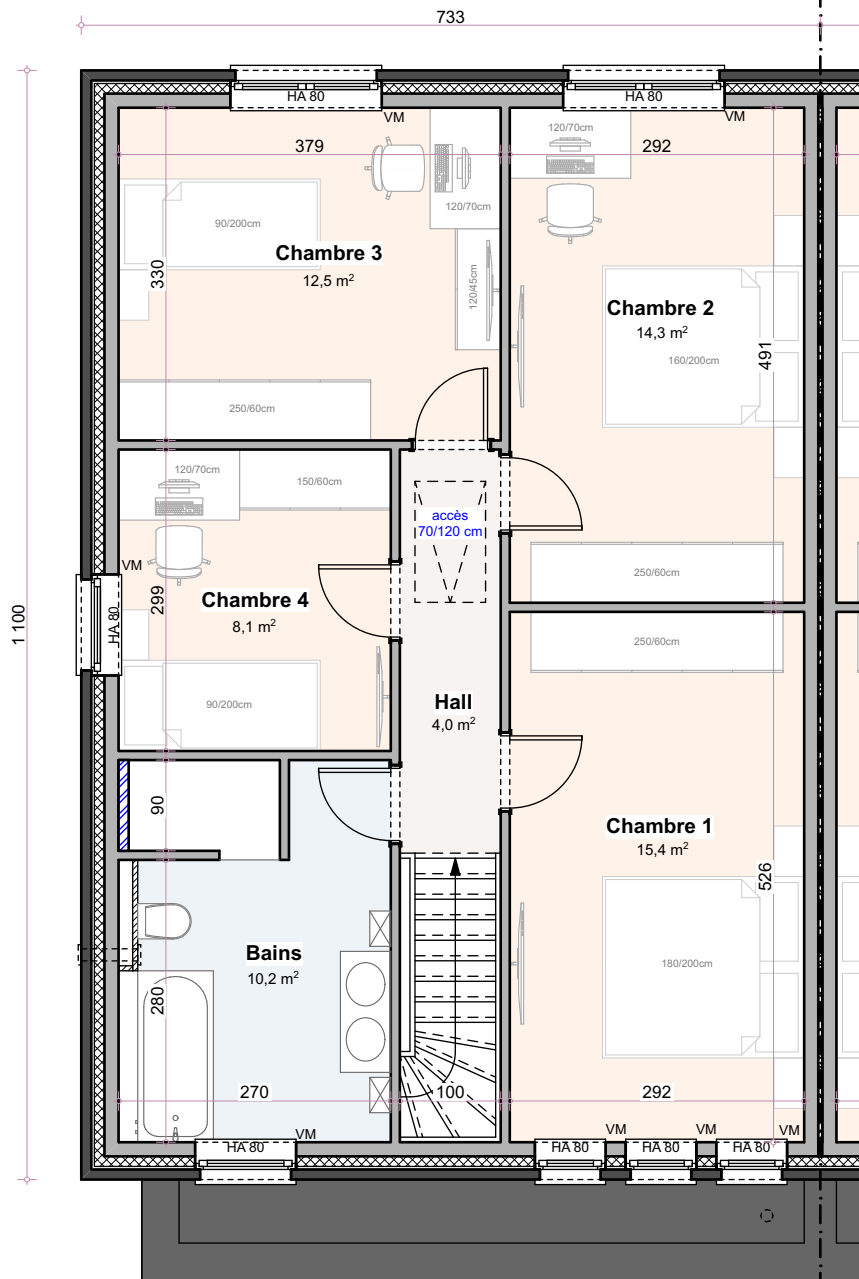 733
HA 80
HA 80
VM
VM
379
120/70cm
292
90/200cm
120/70cm
Chambre 3
12,5 m²
330
120/45cm
Chambre 2
14,3 m²
491
160/200cm
250/60cm
120/70cm
150/60cm
accès
70/120 cm
VM
250/60cm
299
Chambre 4
8,1 m²
HA 80
1 100
250/60cm
90/200cm
Hall
4,0 m²
90
Chambre 1
15,4 m²
526
Bains
10,2 m²
180/200cm
280
270
100
292
VM
VM
VM
VM
HA 80
HA 80
HA 80
HA 80